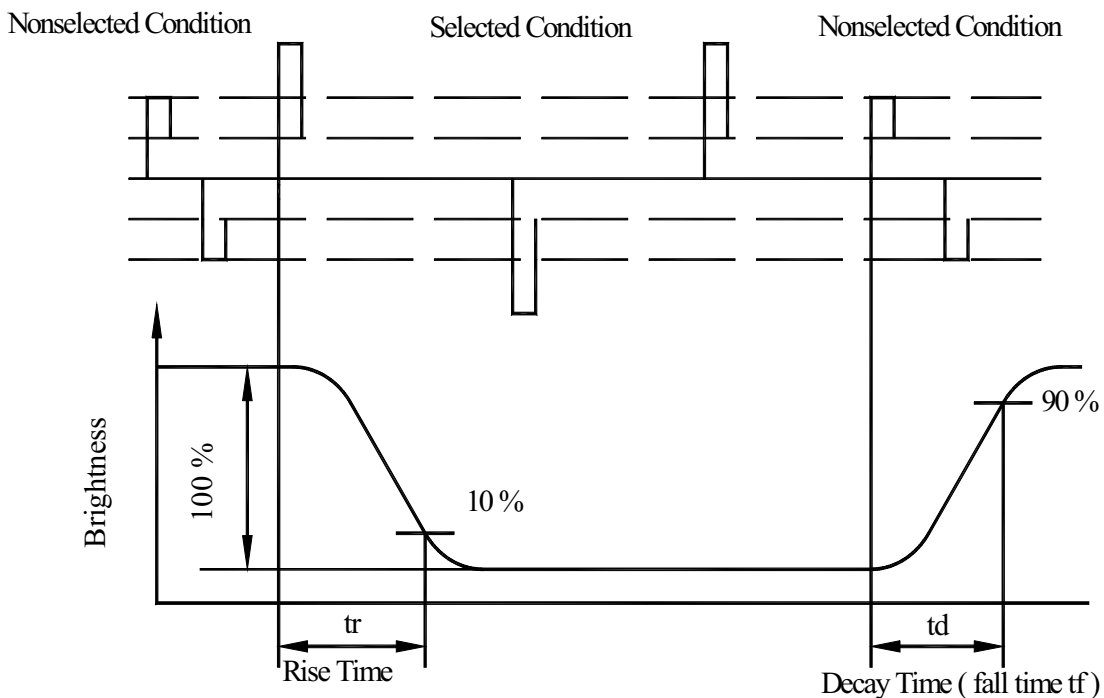 Nonselected Condition
Selected Condition
Nonselected Condition
Brightness
100 %
10 %
90 %
tr
Rise Time
td
Decay Time ( fall time tf )